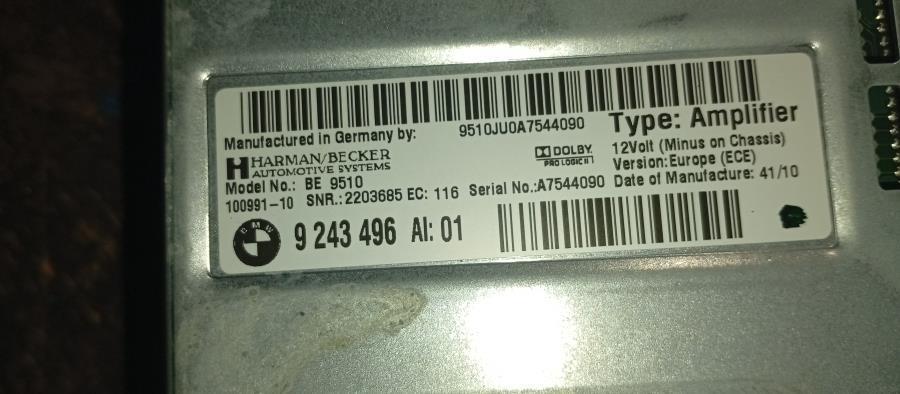 9510JU0A7544090
Manufactured in Germany by:
HARMAN/BECKER
AUTOMOTIVE SYSTEMS
Model No.: BE 9510
100991-10 SNR.: 2203685 EC: 116 Serial No.:A7544090
DOLBY
PRO LOGIC II
Type: Amplifier
12Volt (Minus on Chassis)
Version:Europe (ECE)
Date of Manufacture: 41/10
BMW
9 243 496 AI: 01